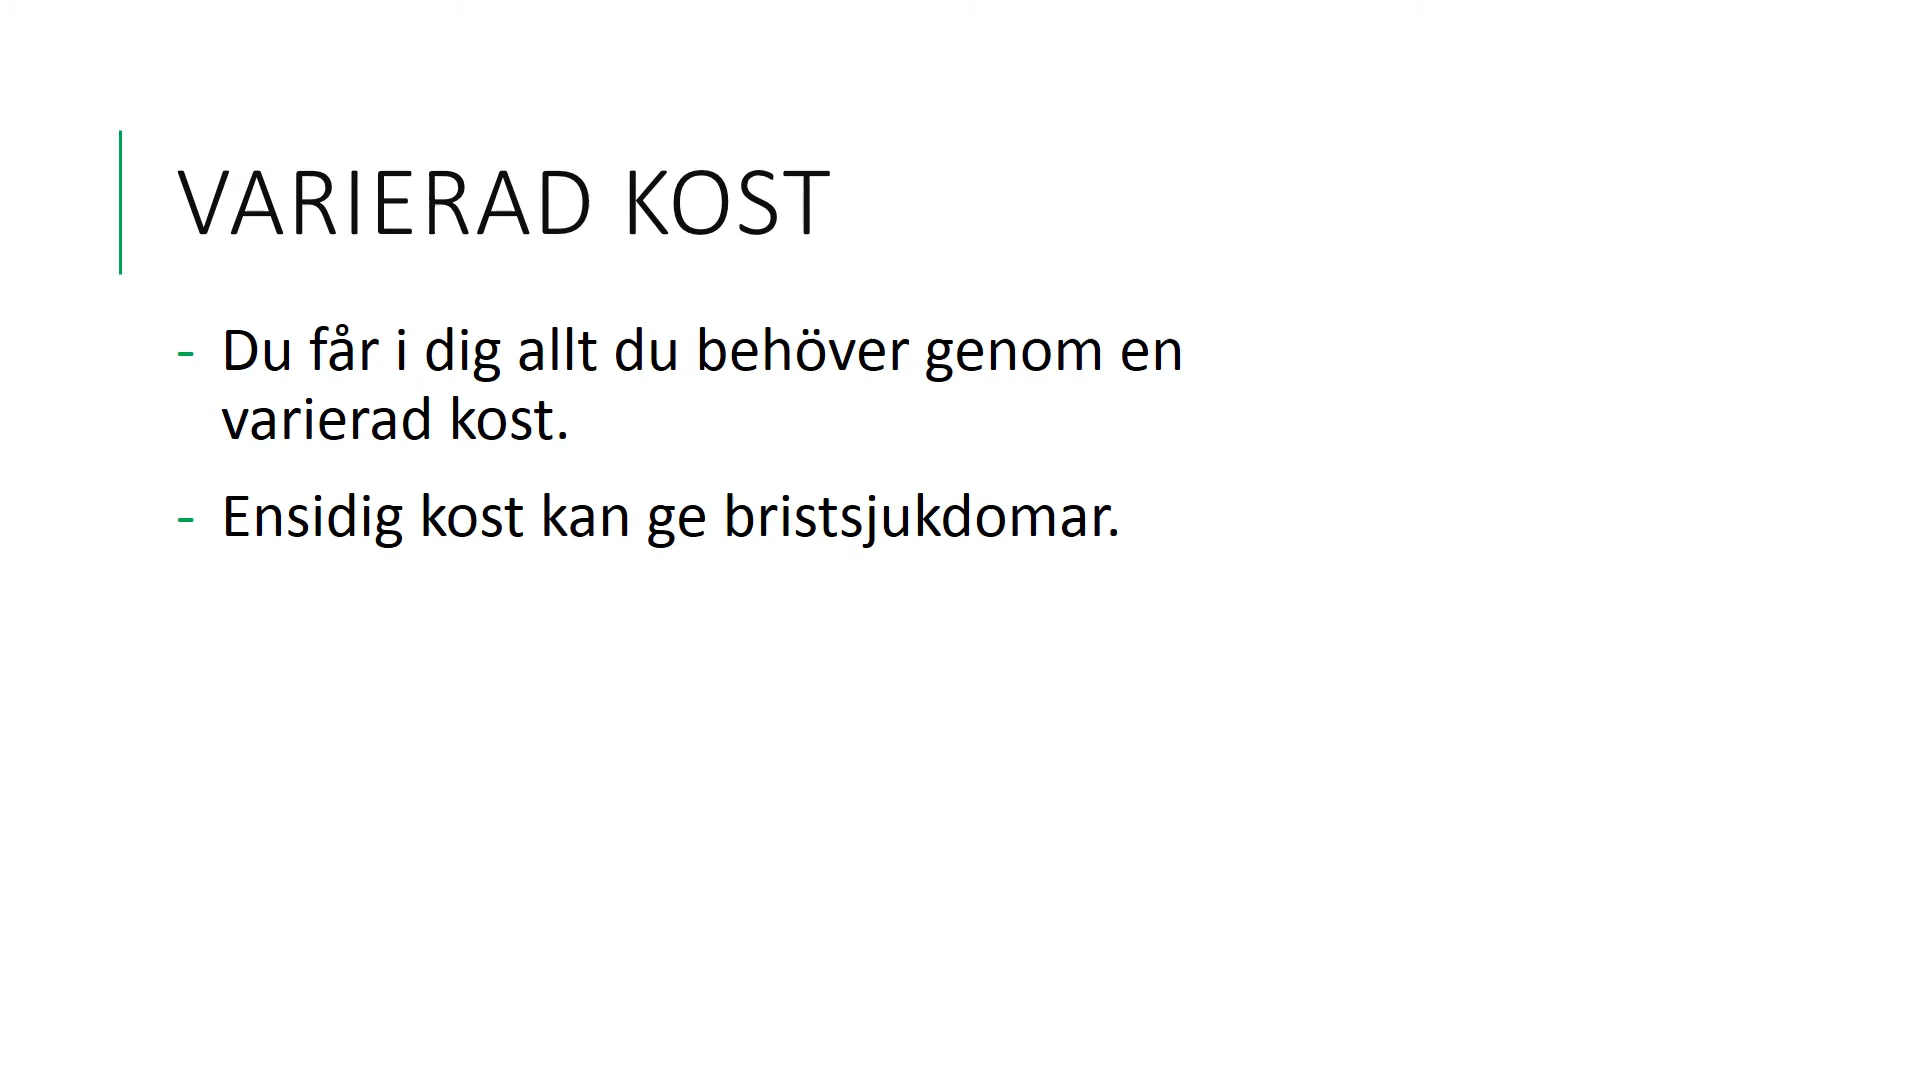 VARIERAD KOST
- Du får i dig allt du behöver genom en
varierad kost.
- Ensidig kost kan ge bristsjukdomar.